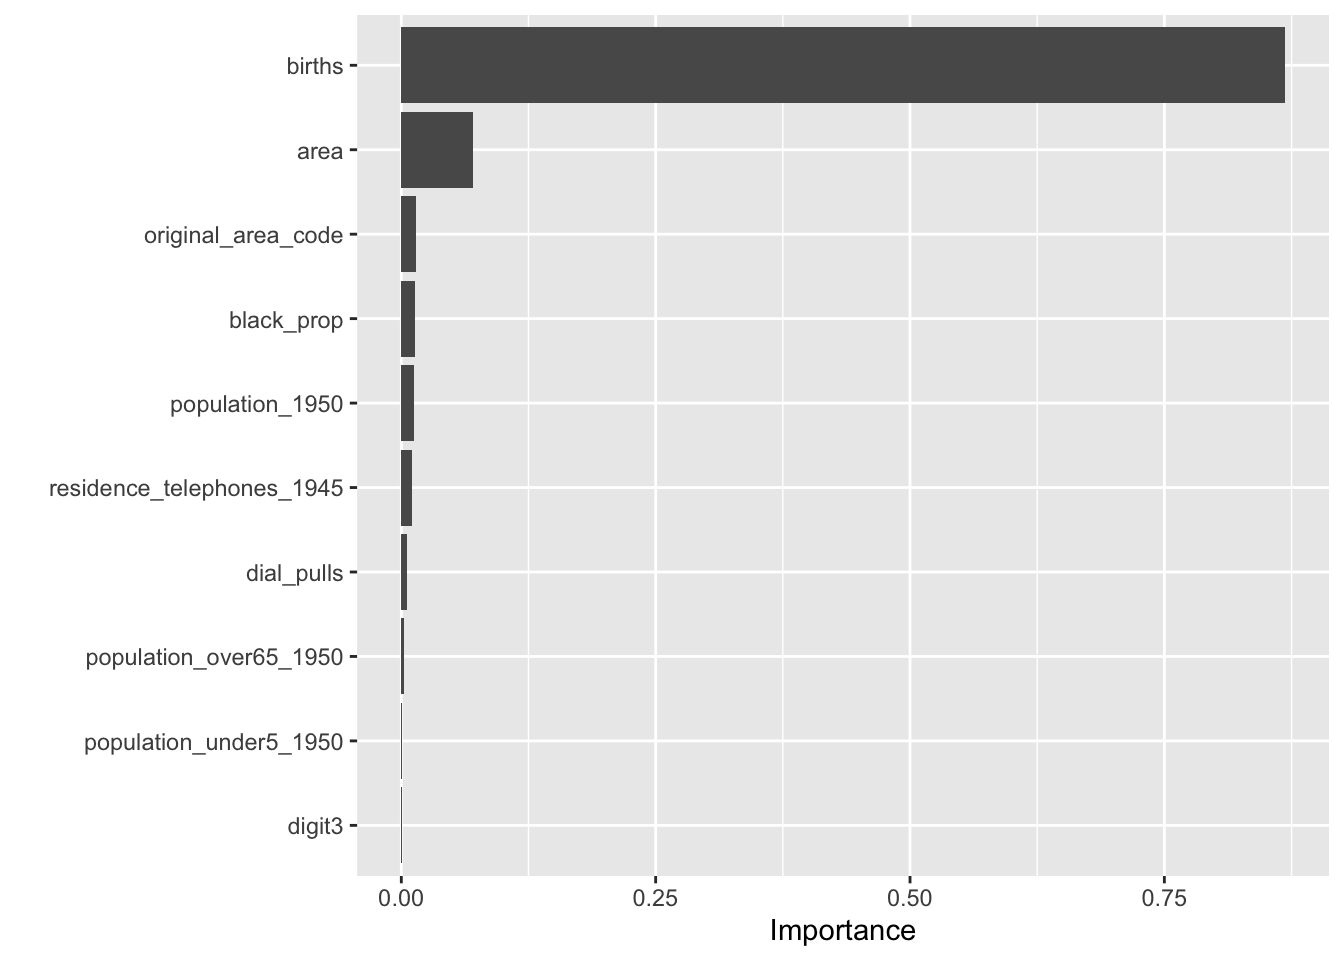 births
area
original_area_code
black_prop
population_1950
residence_telephones_1945
dial_pulls
population_over65_1950
population_under5_1950
digit3
0.00 0.25 0.50 0.75
Importance